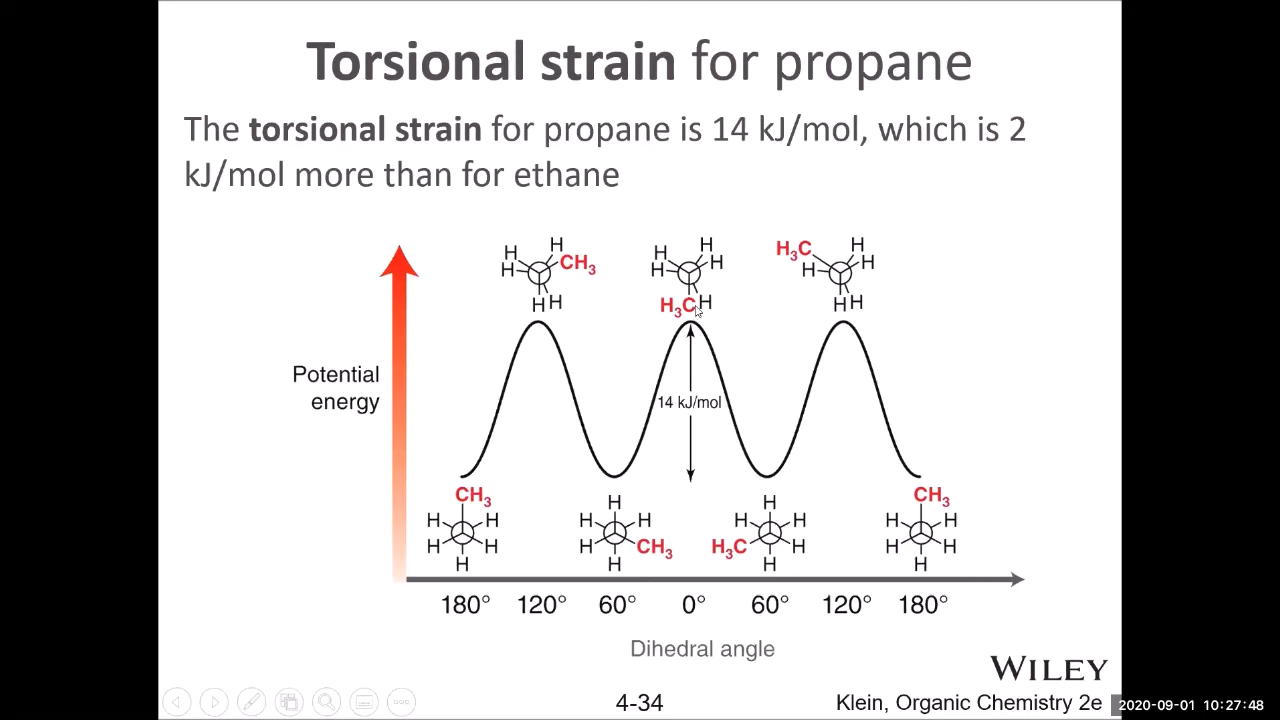 Torsional strain for propane
The torsional strain for propane is 14 kJ/mol, which is 2
kJ/mol more than for ethane
H H CH₃ H H H
H H H H H₃C H
H₃C H H H H H
Potential
energy
14 kJ/mol
CH₃ H H H H H
H H H H CH₃ H
H H H H₃C H H
CH₃ H H H H H
180° 120° 60° 0° 60° 120° 180°
Dihedral angle
WILEY
4-34
Klein, Organic Chemistry 2e
2020-09-01 10:27:48